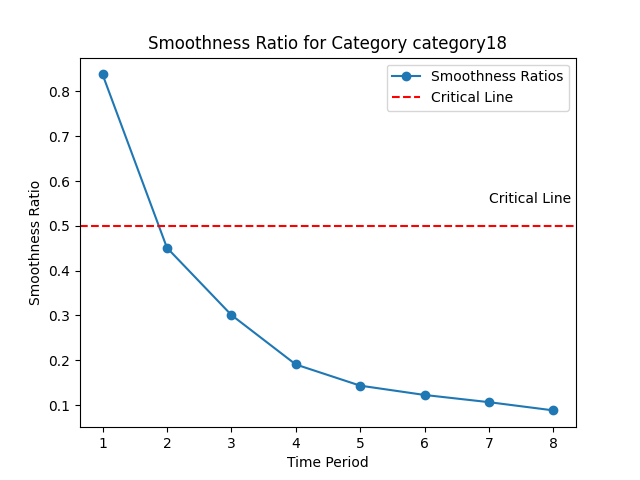 Smoothness Ratio for Category category18
Smoothness Ratios
Critical Line
Critical Line
Smoothness Ratio
0.8
0.7
0.6
0.5
0.4
0.3
0.2
0.1
1 2 3 4 5 6 7 8
Time Period